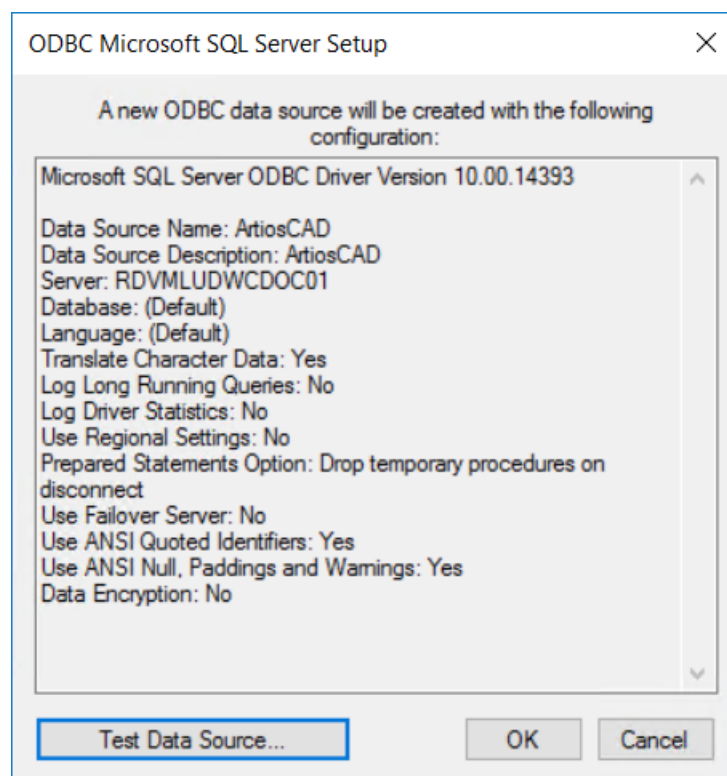 ODBC Microsoft SQL Server Setup
A new ODBC data source will be created with the following
configuration:
Microsoft SQL Server ODBC Driver Version 10.00.14393
Data Source Name: ArtiosCAD
Data Source Description: ArtiosCAD
Server: RDVMLUDWCDOC01
Database: (Default)
Language: (Default)
Translate Character Data: Yes
Log Long Running Queries: No
Log Driver Statistics: No
Use Regional Settings: No
Prepared Statements Option: Drop temporary procedures on
disconnect
Use Failover Server: No
Use ANSI Quoted Identifiers: Yes
Use ANSI Null, Paddings and Warnings: Yes
Data Encryption: No
Test Data Source...
OK
Cancel